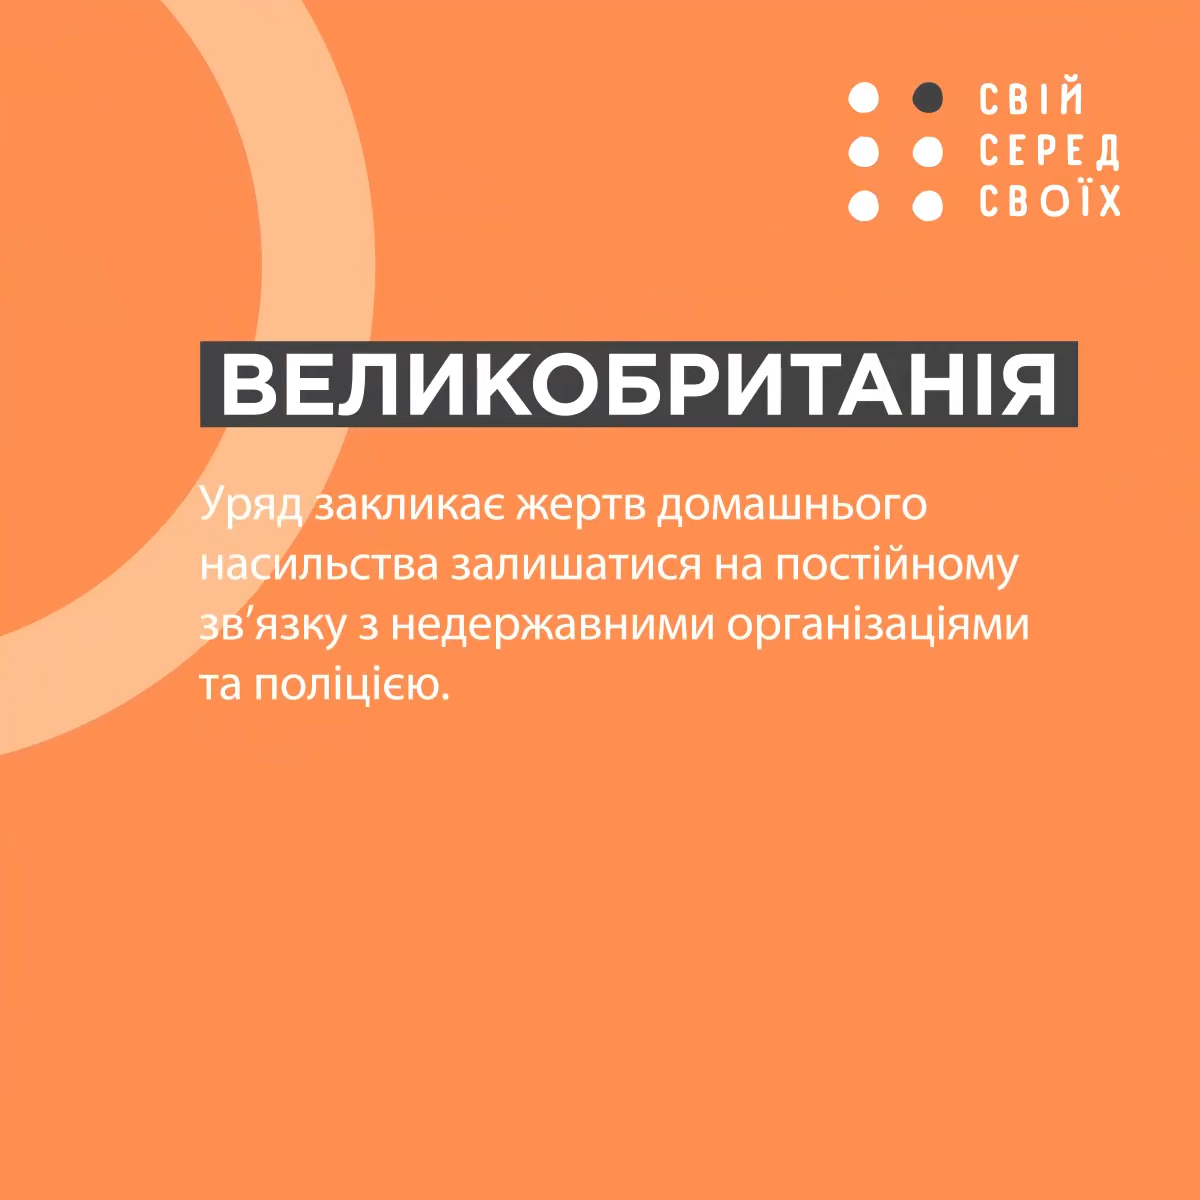 СВІЙ
СЕРЕД
СВОЇХ
ВЕЛИКОБРИТАНІЯ
Уряд закликає жертв домашнього
насильства залишатися на постійному
зв’язку з недержавними організаціями
та поліцією.